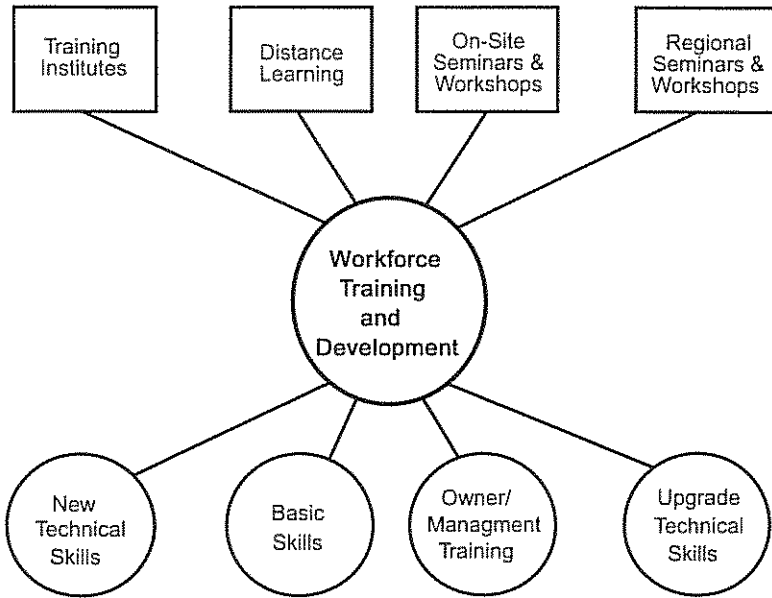 Training
Institutes
Distance
Learning
On-Site
Seminars &
Workshops
Regional
Seminars &
Workshops
Workforce
Training
and
Development
New
Technical
Skills
Basic
Skills
Owner/
Managment
Training
Upgrade
Technical
Skills